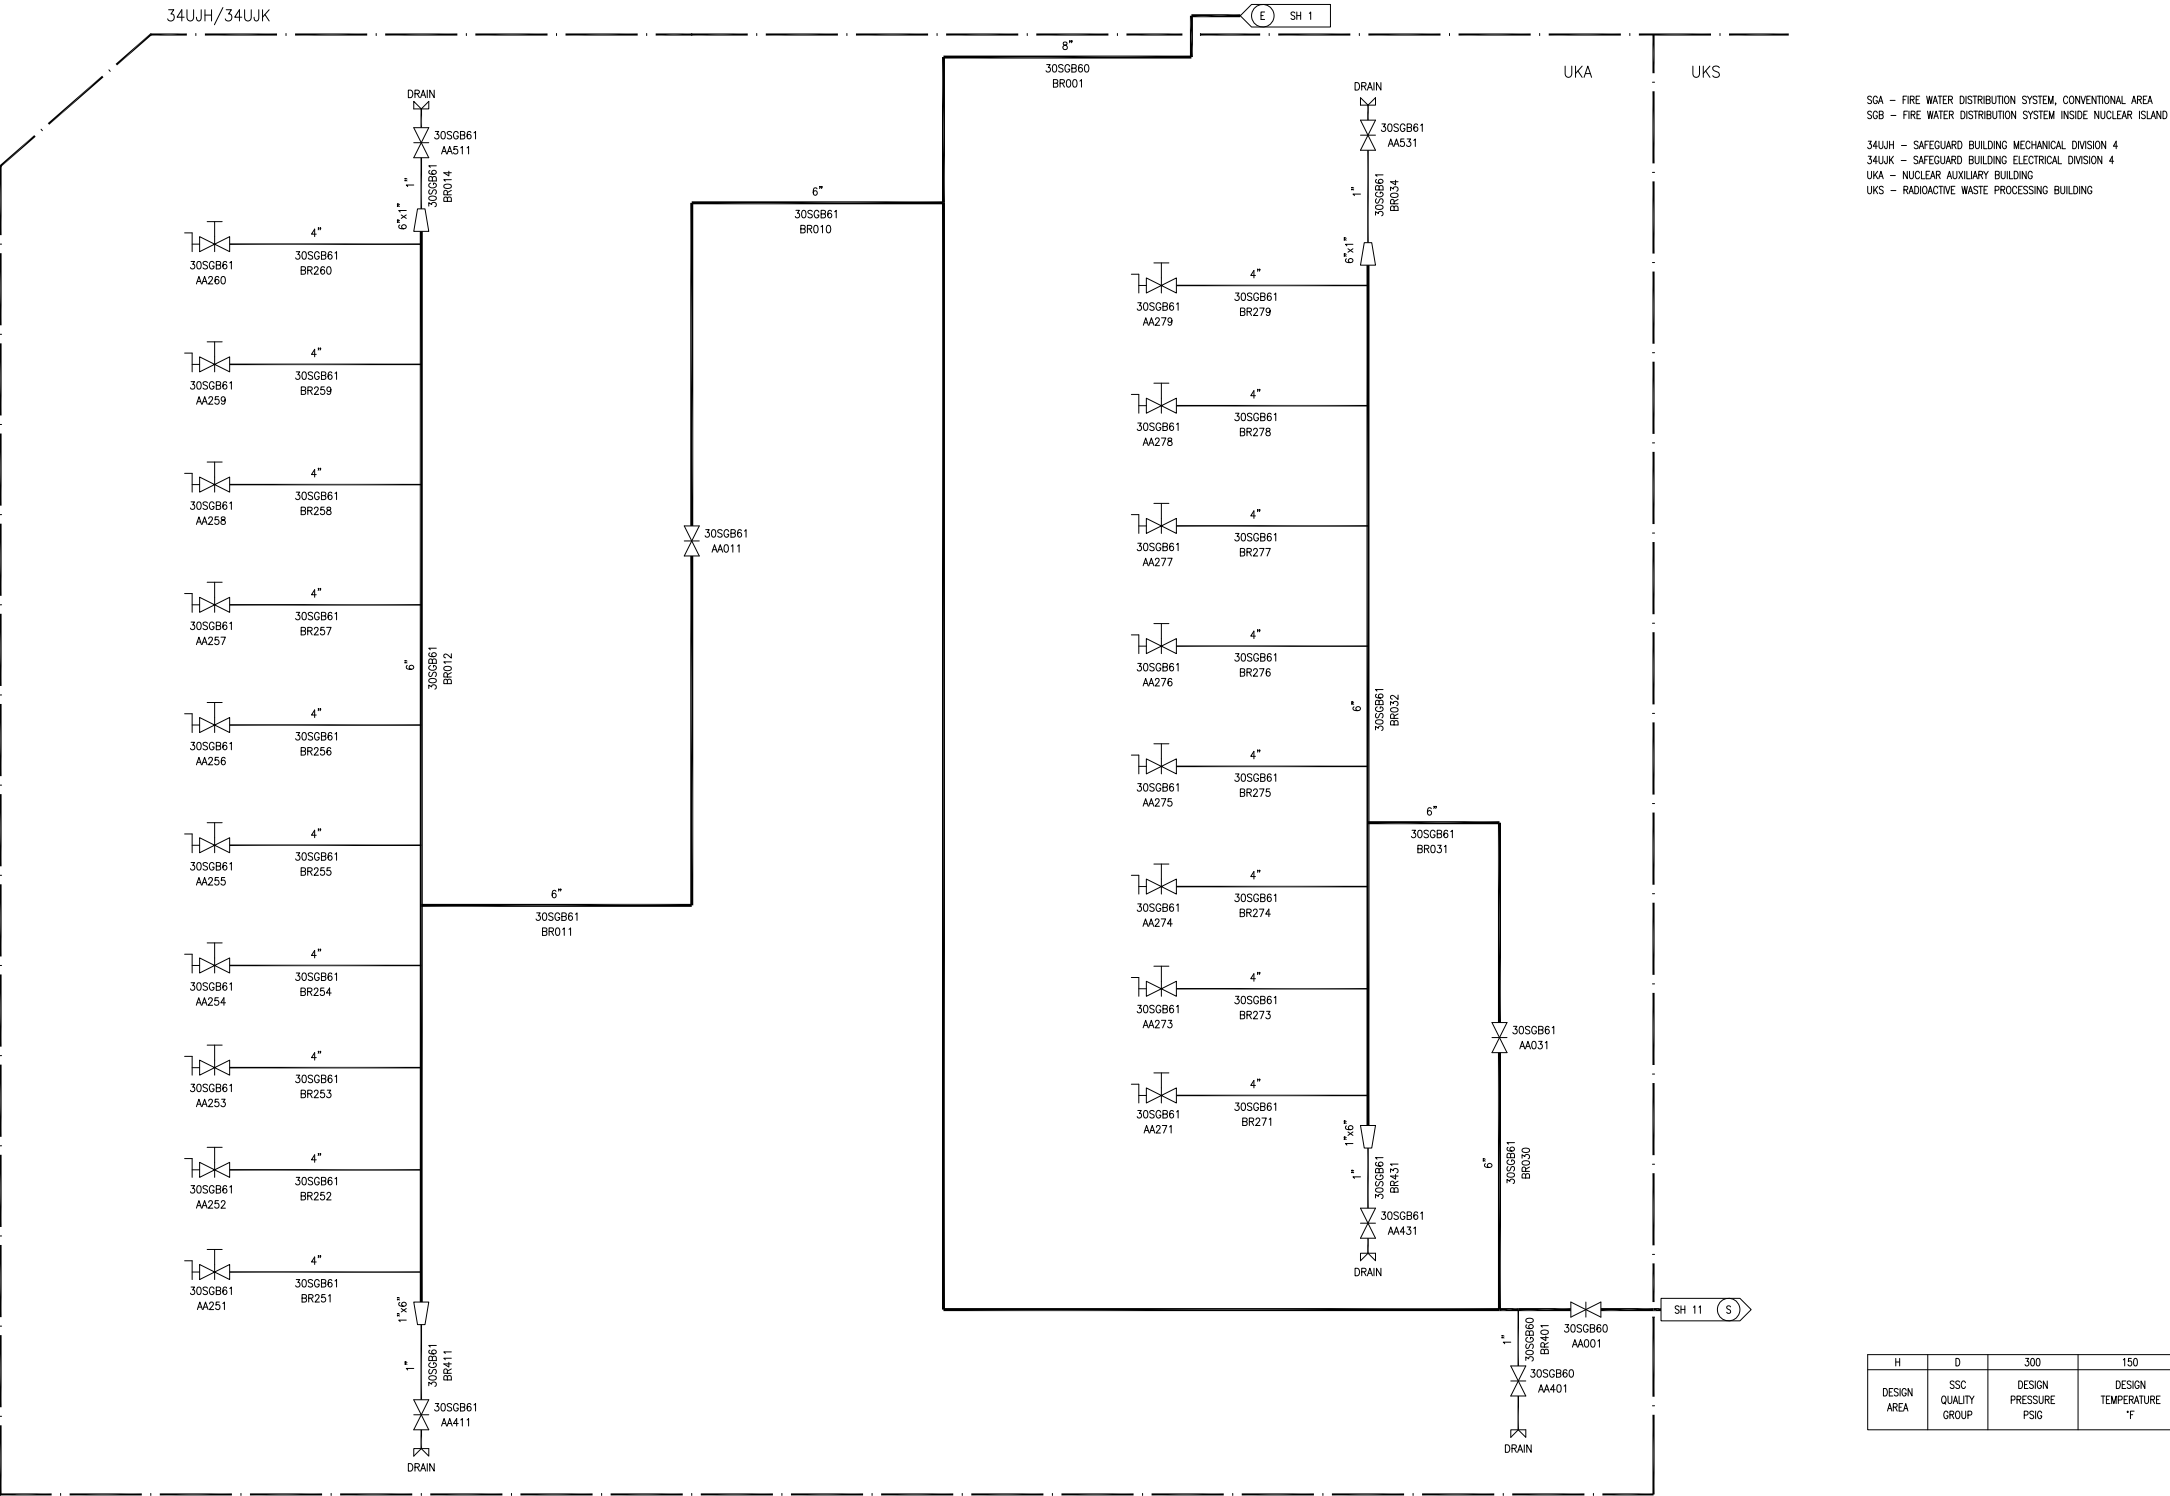 34UJH/34UJK
E SH 1
8"
30SGB60
BR001
UKA
UKS
SGA – FIRE WATER DISTRIBUTION SYSTEM, CONVENTIONAL AREA
SGB – FIRE WATER DISTRIBUTION SYSTEM INSIDE NUCLEAR ISLAND
34UJH – SAFEGUARD BUILDING MECHANICAL DIVISION 4
34UJK – SAFEGUARD BUILDING ELECTRICAL DIVISION 4
UKA – NUCLEAR AUXILIARY BUILDING
UKS – RADIOACTIVE WASTE PROCESSING BUILDING
DRAIN
30SGB61
AA511
1"
30SGB61
BR014
6"x1"
4"
30SGB61
BR260
30SGB61
AA260
4"
30SGB61
BR259
30SGB61
AA259
4"
30SGB61
BR258
30SGB61
AA258
4"
30SGB61
BR257
30SGB61
AA257
6"
30SGB61
BR012
4"
30SGB61
BR256
30SGB61
AA256
4"
30SGB61
BR255
30SGB61
AA255
4"
30SGB61
BR254
30SGB61
AA254
4"
30SGB61
BR253
30SGB61
AA253
4"
30SGB61
BR252
30SGB61
AA252
4"
30SGB61
BR251
30SGB61
AA251
1"x6"
1"
30SGB61
BR411
30SGB61
AA411
DRAIN
6"
30SGB61
BR010
30SGB61
AA011
6"
30SGB61
BR011
DRAIN
30SGB61
AA531
1"
30SGB61
BR034
6"x1"
4"
30SGB61
BR279
30SGB61
AA279
4"
30SGB61
BR278
30SGB61
AA278
4"
30SGB61
BR277
30SGB61
AA277
4"
30SGB61
BR276
30SGB61
AA276
6"
30SGB61
BR032
4"
30SGB61
BR275
30SGB61
AA275
6"
30SGB61
BR031
4"
30SGB61
BR274
30SGB61
AA274
4"
30SGB61
BR273
30SGB61
AA273
30SGB61
AA031
4"
30SGB61
BR271
30SGB61
AA271
1"x6"
1"
30SGB61
BR431
30SGB61
AA431
DRAIN
6"
30SGB61
BR030
SH 11 S
30SGB60
AA001
1"
30SGB60
BR401
30SGB60
AA401
DRAIN
H D 300 150
DESIGN AREA
SSC QUALITY GROUP
DESIGN PRESSURE PSIG
DESIGN TEMPERATURE °F